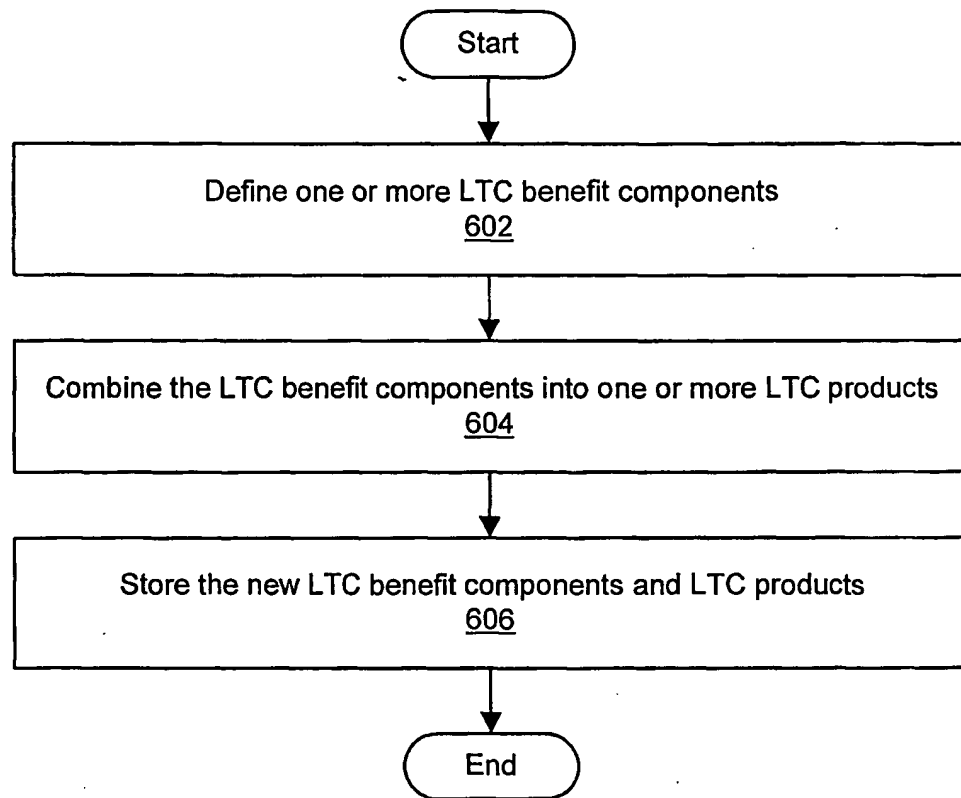 Start
Define one or more LTC benefit components
602
Combine the LTC benefit components into one or more LTC products
604
Store the new LTC benefit components and LTC products
606
End